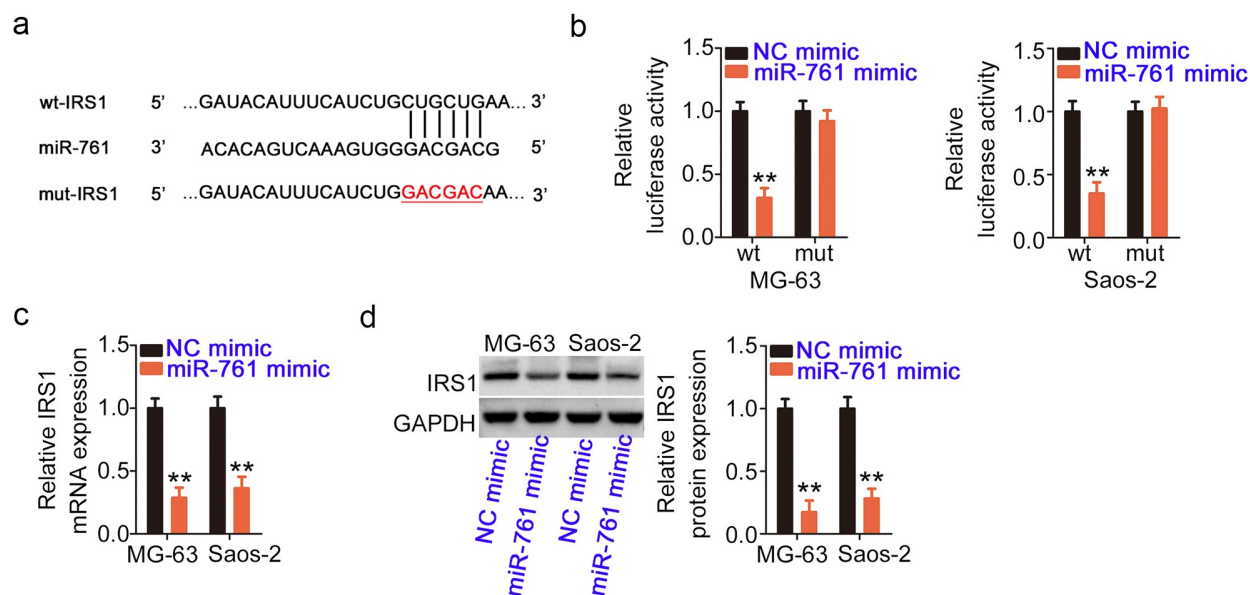 a
wt-IRS1 5’ ...GAUACAUUUCAUCUGCUGCUGAA... 3’
miR-761 3’ ACACAGUCAAAGUGGGACGACG 5’
mut-IRS1 5’ ...GAUACAUUUCAUCUGGACGACAA... 3’
b
Relative
luciferase activity
1.5
1.0
0.5
0.0
NC mimic
miR-761 mimic
**
wt mut
MG-63
Relative
luciferase activity
1.5
1.0
0.5
0.0
NC mimic
miR-761 mimic
**
wt mut
Saos-2
c
Relative IRS1
mRNA expression
1.5
1.0
0.5
0.0
NC mimic
miR-761 mimic
** **
MG-63 Saos-2
d
MG-63 Saos-2
IRS1
GAPDH
NC mimic
miR-761 mimic
NC mimic
miR-761 mimic
Relative IRS1
protein expression
1.5
1.0
0.5
0.0
NC mimic
miR-761 mimic
** **
MG-63 Saos-2